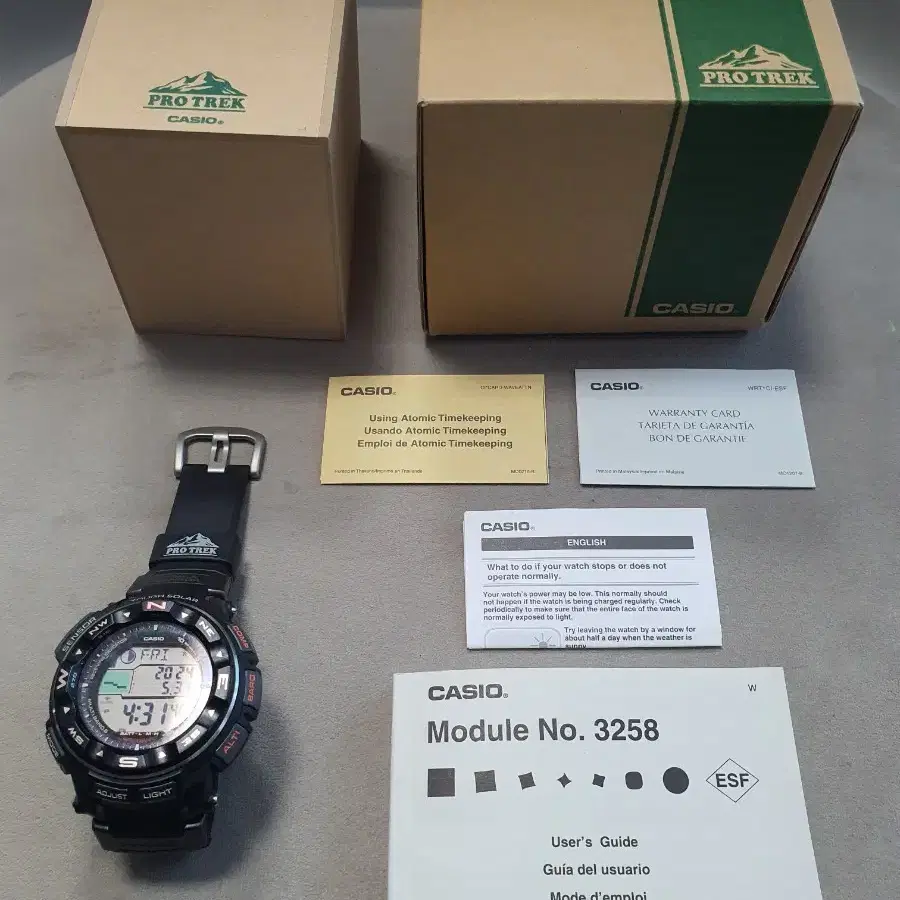 PRO TREK
CASIO®
PRO TREK
CASIO
CASIO®
Using Atomic Timekeeping
Usando Atomic Timekeeping
Emploi de Atomic Timekeeping
CASIO®
WARRANTY CARD
TARJETA DE GARANTÍA
BON DE GARANTIE
CASIO®
ENGLISH
What to do if your watch stops or does not
operate normally.
Your watch's power may be low. This normally should
not happen if the watch is being charged regularly. Check
periodically to make sure that the entire face of the watch is
normally exposed to light.
Try leaving the watch by a window for
about half a day when the weather is
sunny.
PRO TREK
TOUGH SOLAR
SENSOR
N
NW
NE
COMP
CASIO
FRI
W
2024
E
BARO
5.31
4:31
SW
SE
ALTI
S
ADJUST
LIGHT
CASIO®
W
Module No. 3258
ESF
User's Guide
Guía del usuario
Mode d'emploi